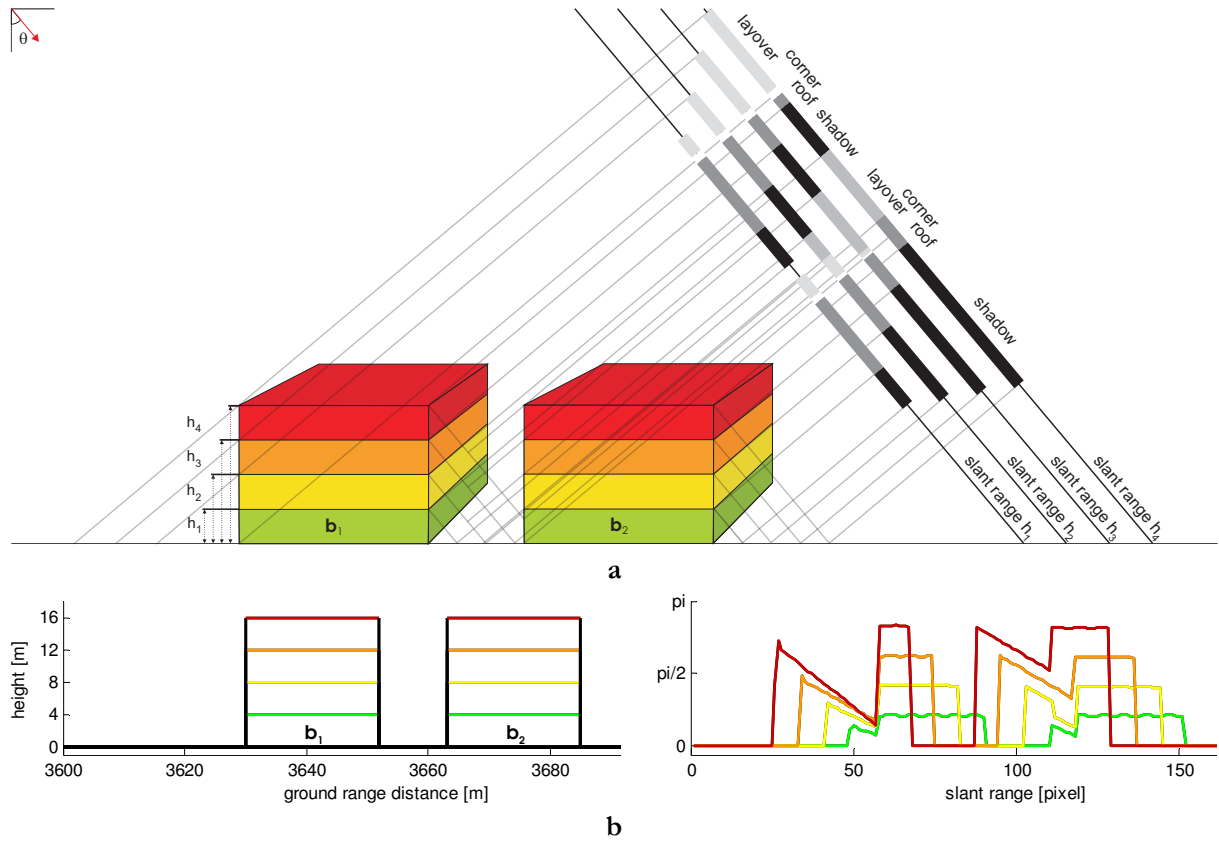 θ
layover
corner
roof
shadow
layover
corner
roof
shadow
h4
h3
h2
h1
b1
b2
slant range h1
slant range h2
slant range h3
slant range h4
a
height [m]
16
12
8
4
0
b1
b2
3600
3620
3640
3660
3680
ground range distance [m]
pi
pi/2
0
0
50
100
150
slant range [pixel]
b